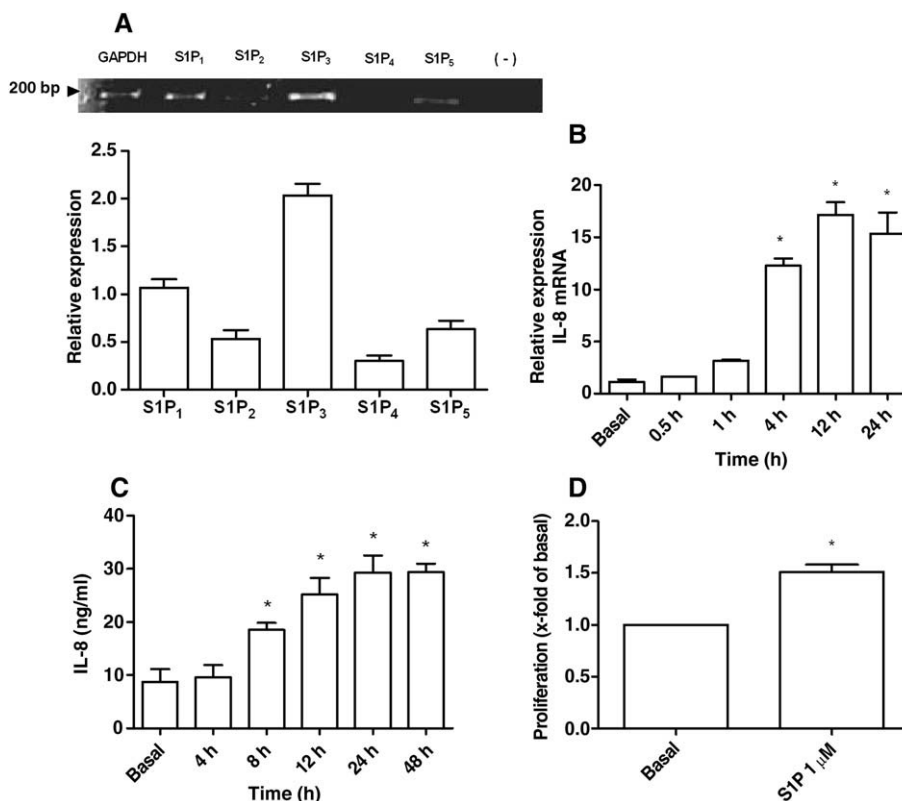 A
GAPDH S1P₁ S1P₂ S1P₃ S1P₄ S1P₅ (-)
200 bp
Relative expression
2.5
2.0
1.5
1.0
0.5
0.0
S1P₁ S1P₂ S1P₃ S1P₄ S1P₅
B
Relative expression
IL-8 mRNA
20
15
10
5
0
* * *
Basal 0.5 h 1 h 4 h 12 h 24 h
Time (h)
C
IL-8 (ng/ml)
40
30
20
10
0
* * * *
Basal 4 h 8 h 12 h 24 h 48 h
Time (h)
D
Proliferation (x-fold of basal)
2.0
1.5
1.0
0.5
0.0
*
Basal S1P 1 μM